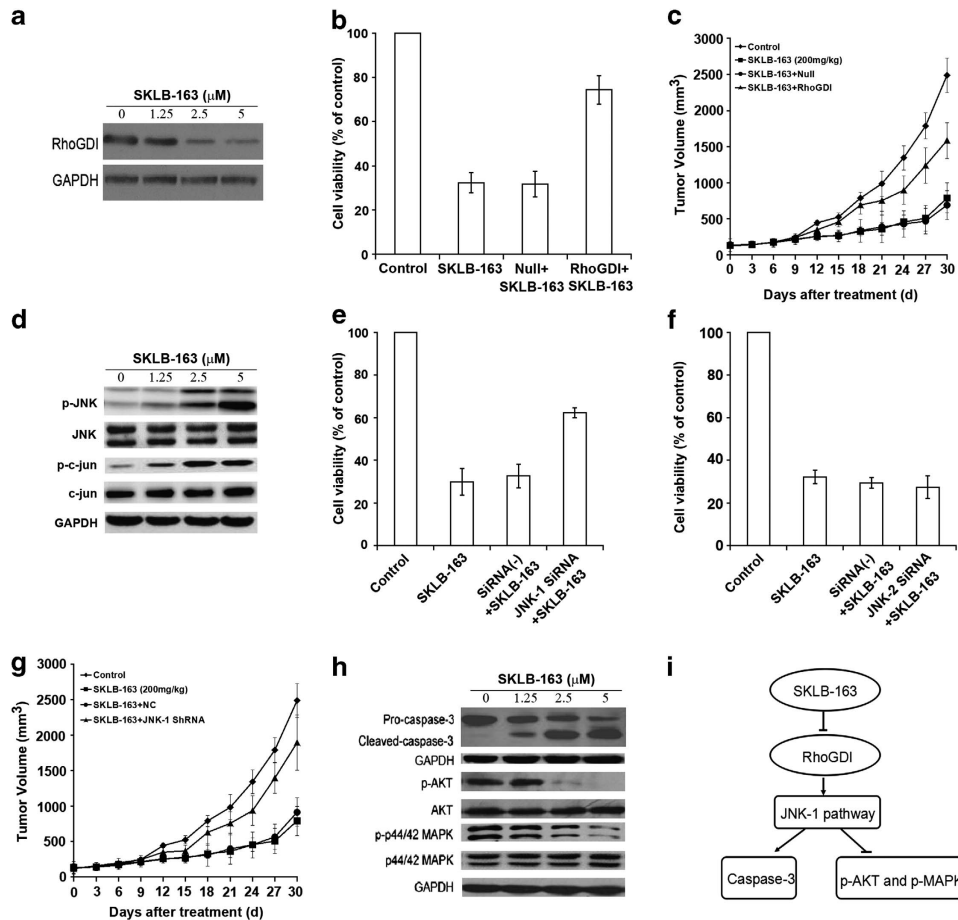 a
SKLB-163 (μM)
0 1.25 2.5 5
RhoGDI
GAPDH
b
Cell viability (% of control)
100
80
60
40
20
0
Control SKLB-163 Null+ RhoGDI+
SKLB-163 SKLB-163
c
Tumor Volume (mm3)
3000
2500
2000
1500
1000
500
0
Control
SKLB-163 (200mg/kg)
SKLB-163+Null
SKLB-163+RhoGDI
0 3 6 9 12 15 18 21 24 27 30
Days after treatment (d)
d
SKLB-163 (μM)
0 1.25 2.5 5
p-JNK
JNK
p-c-jun
c-jun
GAPDH
e
Cell viability (% of control)
100
80
60
40
20
0
Control
SKLB-163
SiRNA(-)
+SKLB-163
JNK-1 SiRNA
+SKLB-163
f
Cell viability (% of control)
100
80
60
40
20
0
Control
SKLB-163
SiRNA(-)
+SKLB-163
JNK-2 SiRNA
+SKLB-163
g
Tumor Volume (mm3)
3000
2500
2000
1500
1000
500
0
Control
SKLB-163 (200mg/kg)
SKLB-163+NC
SKLB-163+JNK-1 ShRNA
0 3 6 9 12 15 18 21 24 27 30
Days after treatment (d)
h
SKLB-163 (μM)
0 1.25 2.5 5
Pro-caspase-3
Cleaved-caspase-3
GAPDH
p-AKT
AKT
p-p44/42 MAPK
p44/42 MAPK
GAPDH
i
SKLB-163
RhoGDI
JNK-1 pathway
Caspase-3
p-AKT and p-MAPK